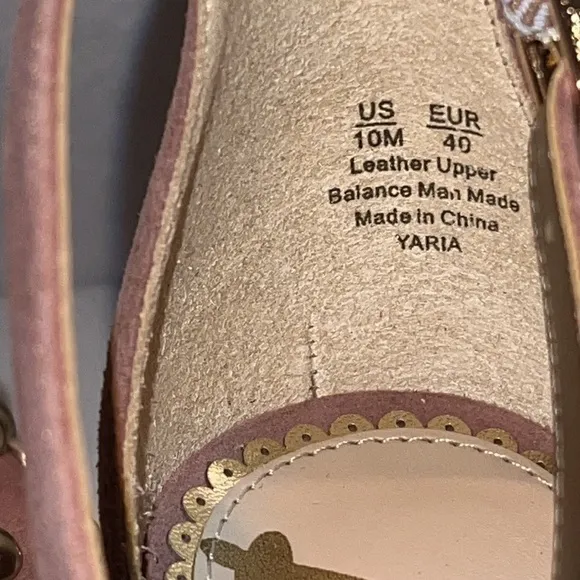 US EUR
10M 40
Leather Upper
Balance Man Made
Made in China
YARIA